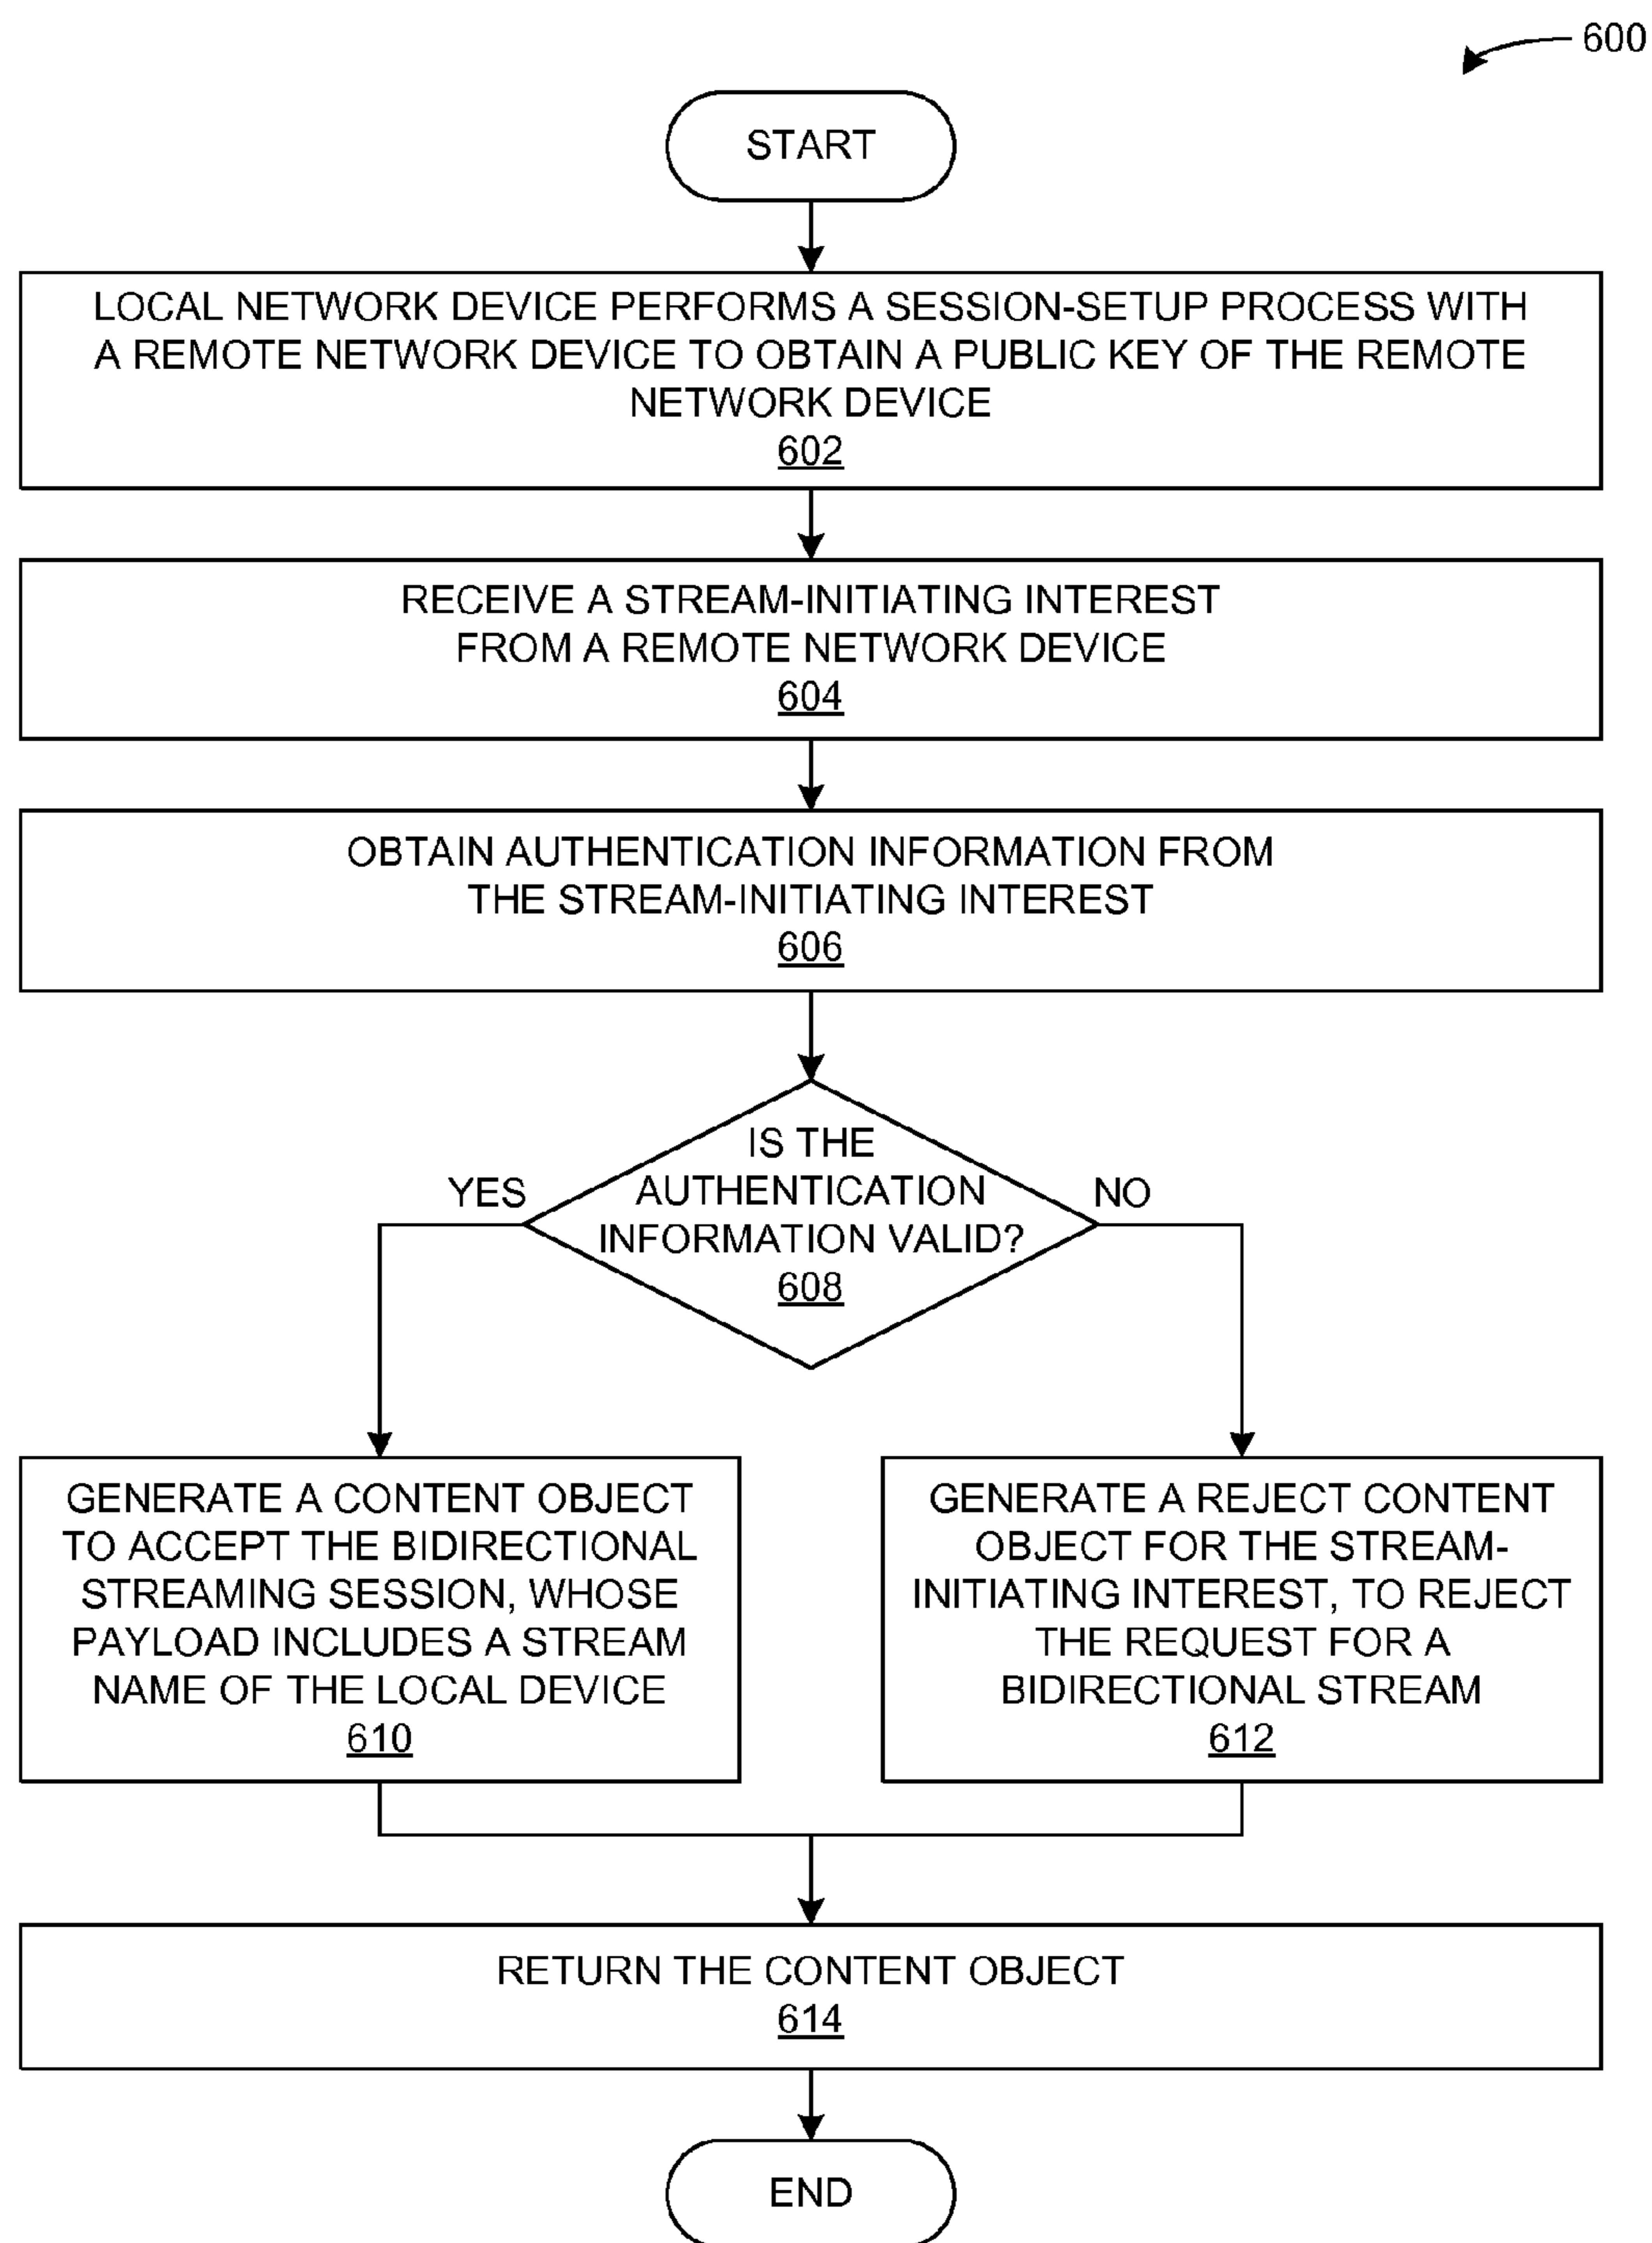 600
START
LOCAL NETWORK DEVICE PERFORMS A SESSION-SETUP PROCESS WITH
A REMOTE NETWORK DEVICE TO OBTAIN A PUBLIC KEY OF THE REMOTE
NETWORK DEVICE
602
RECEIVE A STREAM-INITIATING INTEREST
FROM A REMOTE NETWORK DEVICE
604
OBTAIN AUTHENTICATION INFORMATION FROM
THE STREAM-INITIATING INTEREST
606
IS THE
AUTHENTICATION
INFORMATION VALID?
608
YES
NO
GENERATE A CONTENT OBJECT
TO ACCEPT THE BIDIRECTIONAL
STREAMING SESSION, WHOSE
PAYLOAD INCLUDES A STREAM
NAME OF THE LOCAL DEVICE
610
GENERATE A REJECT CONTENT
OBJECT FOR THE STREAM-
INITIATING INTEREST, TO REJECT
THE REQUEST FOR A
BIDIRECTIONAL STREAM
612
RETURN THE CONTENT OBJECT
614
END